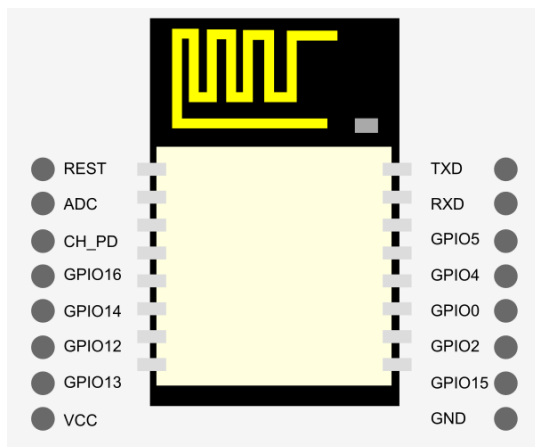 REST
ADC
CH_PD
GPIO16
GPIO14
GPIO12
GPIO13
VCC
TXD
RXD
GPIO5
GPIO4
GPIO0
GPIO2
GPIO15
GND